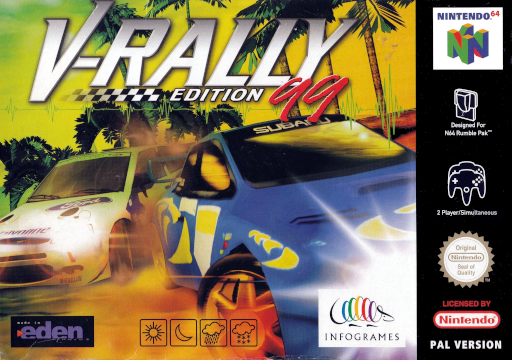 V-RALLY
EDITION 99
SUBARU
NINTENDO 64
N
Designed For
N64 Rumble Pak™
2 Player/Simultaneous
Original
Nintendo
Seal of
Quality
LICENSED BY
Nintendo
PAL VERSION
made in
eden
INFOGRAMES